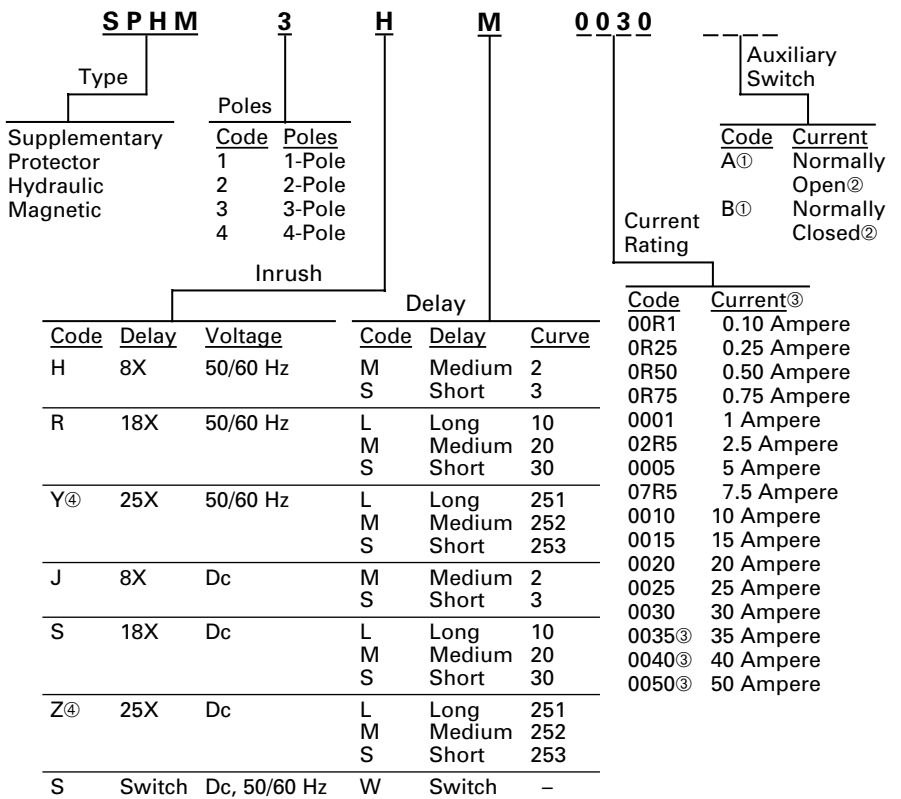 SPHM 3 H M 0030 _ _ _ _
Type
Supplementary
Protector
Hydraulic
Magnetic
Poles
Code Poles
1 1-Pole
2 2-Pole
3 3-Pole
4 4-Pole
Auxiliary
Switch
Code Current
A① Normally
Open②
B① Normally
Closed②
Inrush
Delay
Code Delay Voltage Code Delay Curve
H 8X 50/60 Hz M Medium 2
S Short 3
R 18X 50/60 Hz L Long 10
M Medium 20
S Short 30
Y④ 25X 50/60 Hz L Long 251
M Medium 252
S Short 253
J 8X Dc M Medium 2
S Short 3
S 18X Dc L Long 10
M Medium 20
S Short 30
Z④ 25X Dc L Long 251
M Medium 252
S Short 253
S Switch Dc, 50/60 Hz W Switch –
Current
Rating
Code Current③
00R1 0.10 Ampere
0R25 0.25 Ampere
0R50 0.50 Ampere
0R75 0.75 Ampere
0001 1 Ampere
02R5 2.5 Ampere
0005 5 Ampere
07R5 7.5 Ampere
0010 10 Ampere
0015 15 Ampere
0020 20 Ampere
0025 25 Ampere
0030 30 Ampere
0035③ 35 Ampere
0040③ 40 Ampere
0050③ 50 Ampere